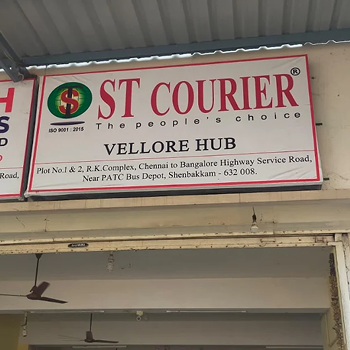 H
S
D
Road,
ST COURIER®
ISO 9001 : 2015
The people's choice
VELLORE HUB
Plot No.1 & 2, R.K.Complex, Chennai to Bangalore Highway Service Road,
Near PATC Bus Depot, Shenbakkam - 632 008.